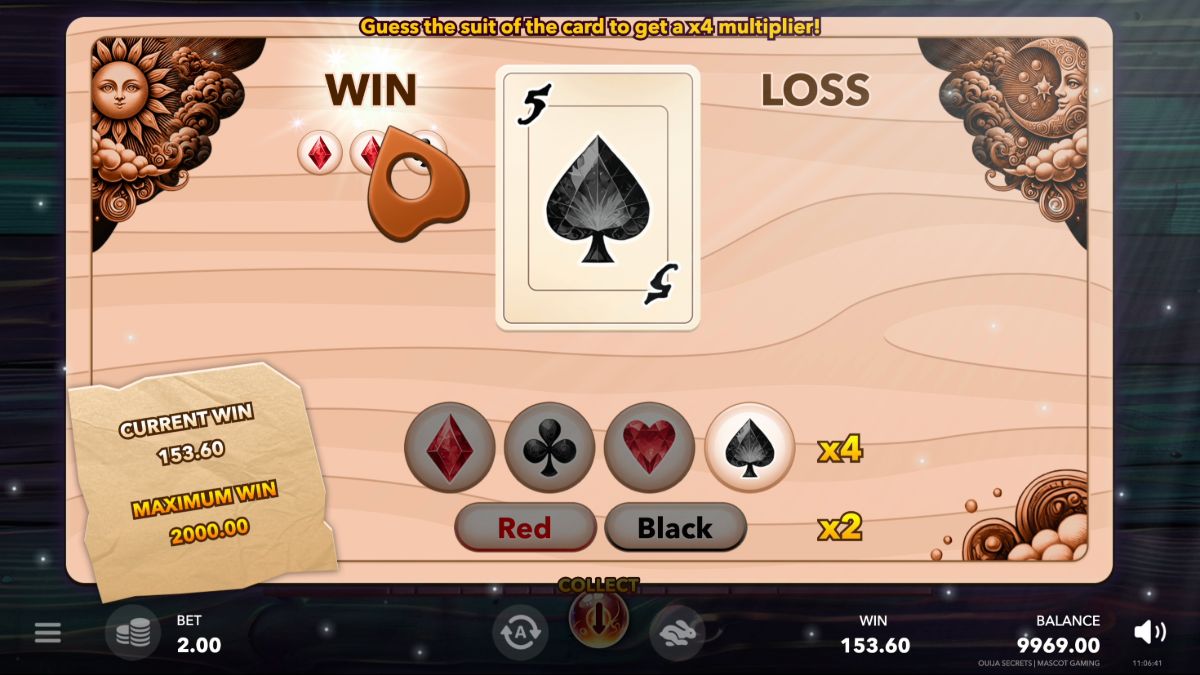 Guess the suit of the card to get a x4 multiplier!
WIN
LOSS
5
5
CURRENT WIN
153.60
MAXIMUM WIN
2000.00
x4
Red
Black
x2
COLLECT
A
BET
2.00
WIN
153.60
BALANCE
9969.00
OUIJA SECRETS | MASCOT GAMING
11:06:41